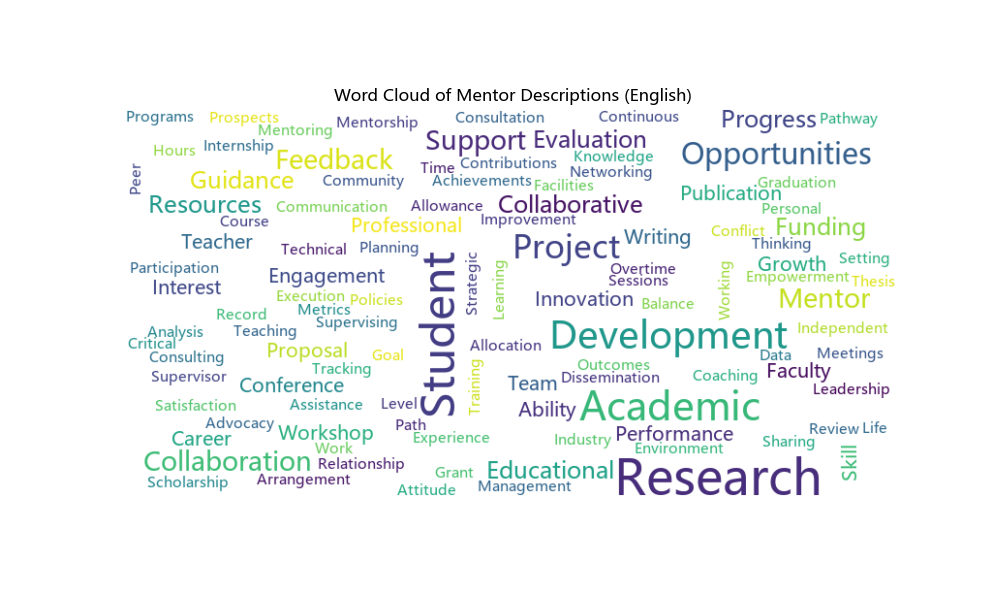 Word Cloud of Mentor Descriptions (English)
Programs
Prospects
Mentoring
Mentorship
Consultation
Continuous
Progress
Pathway
Hours
Internship
Feedback
Support
Evaluation
Opportunities
Peer
Guidance
Community
Time
Contributions
Knowledge
Networking
Achievements
Facilities
Publication
Graduation
Resources
Communication
Allowance
Collaborative
Personal
Course
Professional
Improvement
Conflict
Funding
Teacher
Technical
Planning
Project
Writing
Thinking
Participation
Interest
Engagement
Student
Strategic
Learning
Overtime
Sessions
Working
Growth
Setting
Empowerment
Thesis
Execution
Policies
Innovation
Balance
Mentor
Record
Metrics
Supervising
Analysis
Teaching
Development
Independent
Critical
Consulting
Proposal
Goal
Allocation
Data
Meetings
Supervisor
Tracking
Training
Outcomes
Dissemination
Coaching
Faculty
Conference
Team
Leadership
Satisfaction
Assistance
Level
Ability
Academic
Advocacy
Path
Career
Workshop
Experience
Industry
Performance
Sharing
Review
Life
Work
Environment
Collaboration
Relationship
Grant
Educational
Research
Skill
Scholarship
Arrangement
Attitude
Management